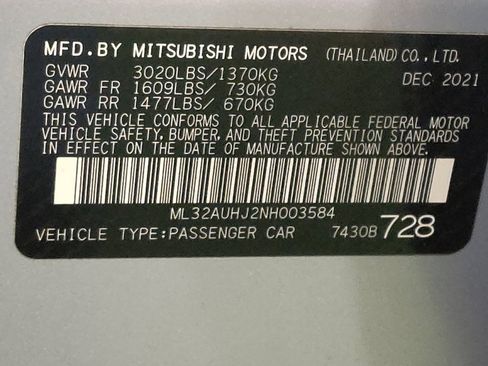 MFD.BY MITSUBISHI MOTORS (THAILAND) CO.,LTD.
GVWR 3020LBS/1370KG DEC 2021
GAWR FR 1609LBS/ 730KG
GAWR RR 1477LBS/ 670KG
THIS VEHICLE CONFORMS TO ALL APPLICABLE FEDERAL MOTOR
VEHICLE SAFETY, BUMPER, AND THEFT PREVENTION STANDARDS
IN EFFECT ON THE DATE OF MANUFACTURE SHOWN ABOVE.
ML32AUHJ2NH003584
VEHICLE TYPE:PASSENGER CAR 7430B 728